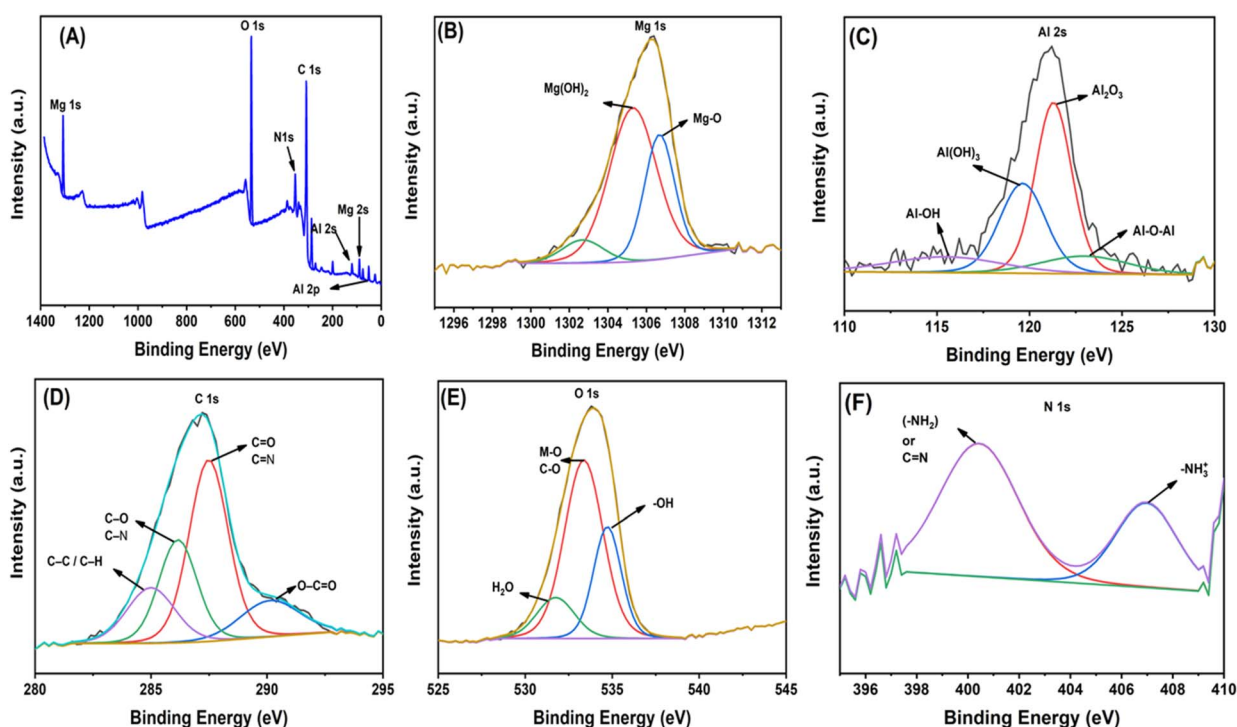 (A)
O 1s
C 1s
Mg 1s
N1s
Mg 2s
Al 2s
Al 2p
Intensity (a.u.)
1400 1200 1000 800 600 400 200 0
Binding Energy (eV)
(B)
Mg 1s
Mg(OH)₂
Mg-O
Intensity (a.u.)
1296 1298 1300 1302 1304 1306 1308 1310 1312
Binding Energy (eV)
(C)
Al 2s
Al₂O₃
Al(OH)₃
Al-OH
Al-O-Al
Intensity (a.u.)
110 115 120 125 130
Binding Energy (eV)
(D)
C 1s
C=O
C=N
C–O
C–N
C–C / C–H
O–C=O
Intensity (a.u.)
280 285 290 295
Binding Energy (eV)
(E)
O 1s
M-O
C-O
-OH
H₂O
Intensity (a.u.)
525 530 535 540 545
Binding Energy (eV)
(F)
N 1s
(-NH₂)
or
C=N
-NH₃⁺
Intensity (a.u.)
396 398 400 402 404 406 408 410
Binding Energy (eV)